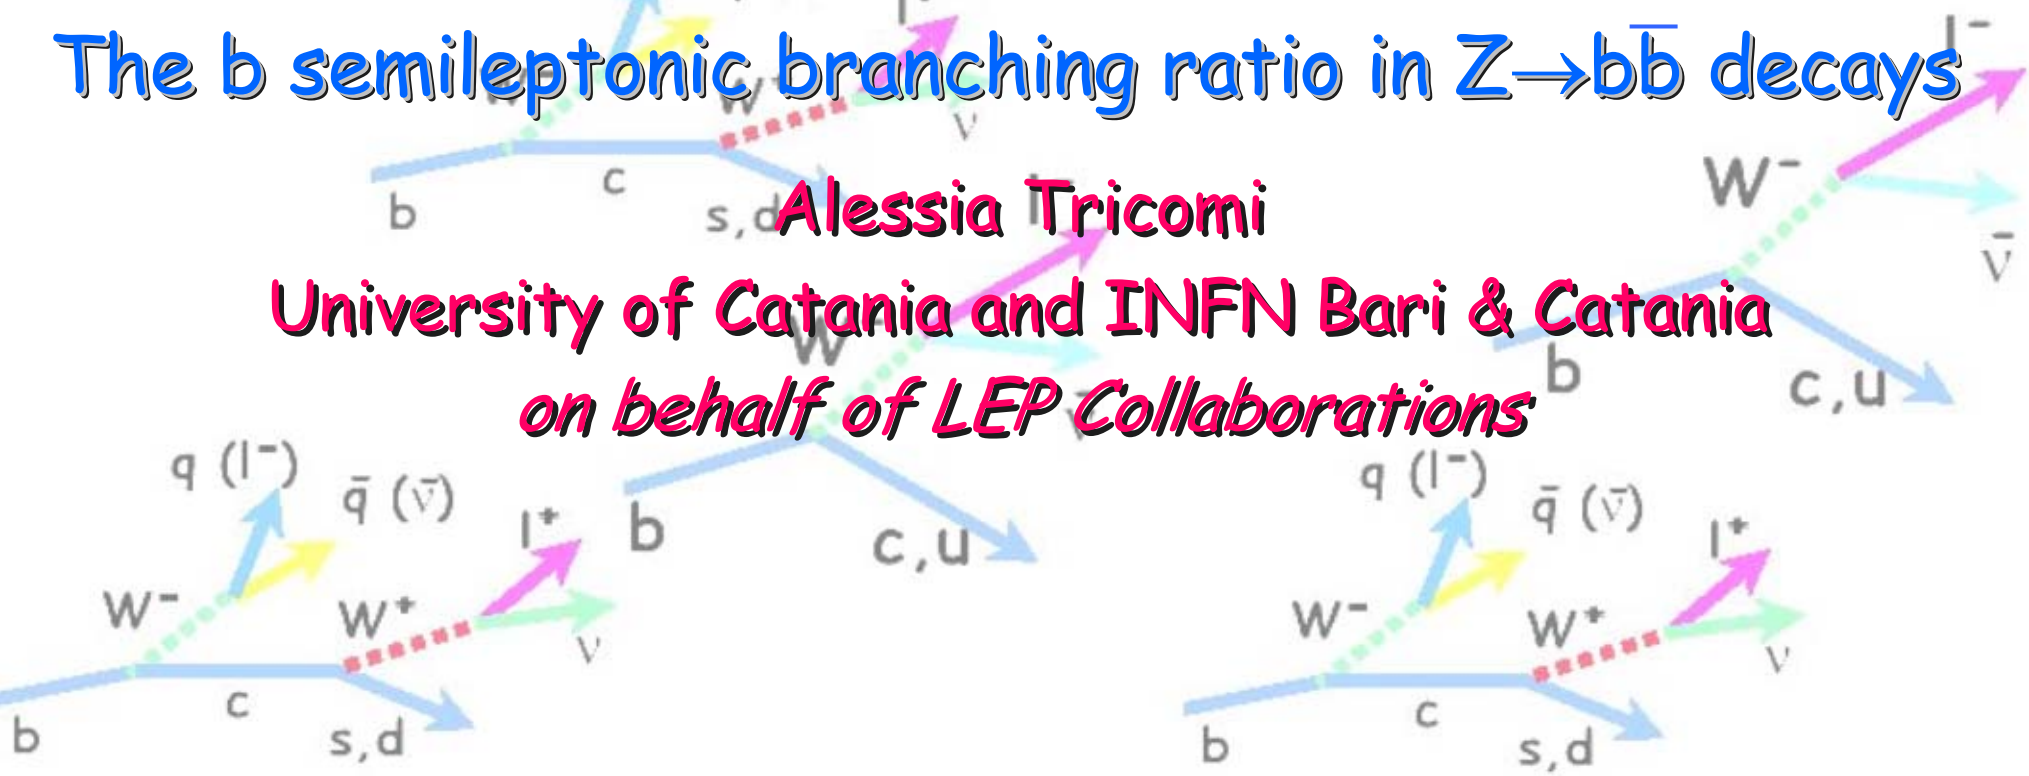 The b semileptonic branching ratio in Z→bb̅ decays
Alessia Tricomi
University of Catania and INFN Bari & Catania
on behalf of LEP Collaborations
l⁻
W⁻
ν̄
b
c,u
W⁻
W⁺
l⁺
ν
b
c
s,d
l⁻
W⁻
ν̄
b
c,u
q (l⁻)
q̄ (ν̄)
l⁺
W⁻
W⁺
ν
b
c
s,d
q (l⁻)
q̄ (ν̄)
l⁺
W⁻
W⁺
ν
b
c
s,d